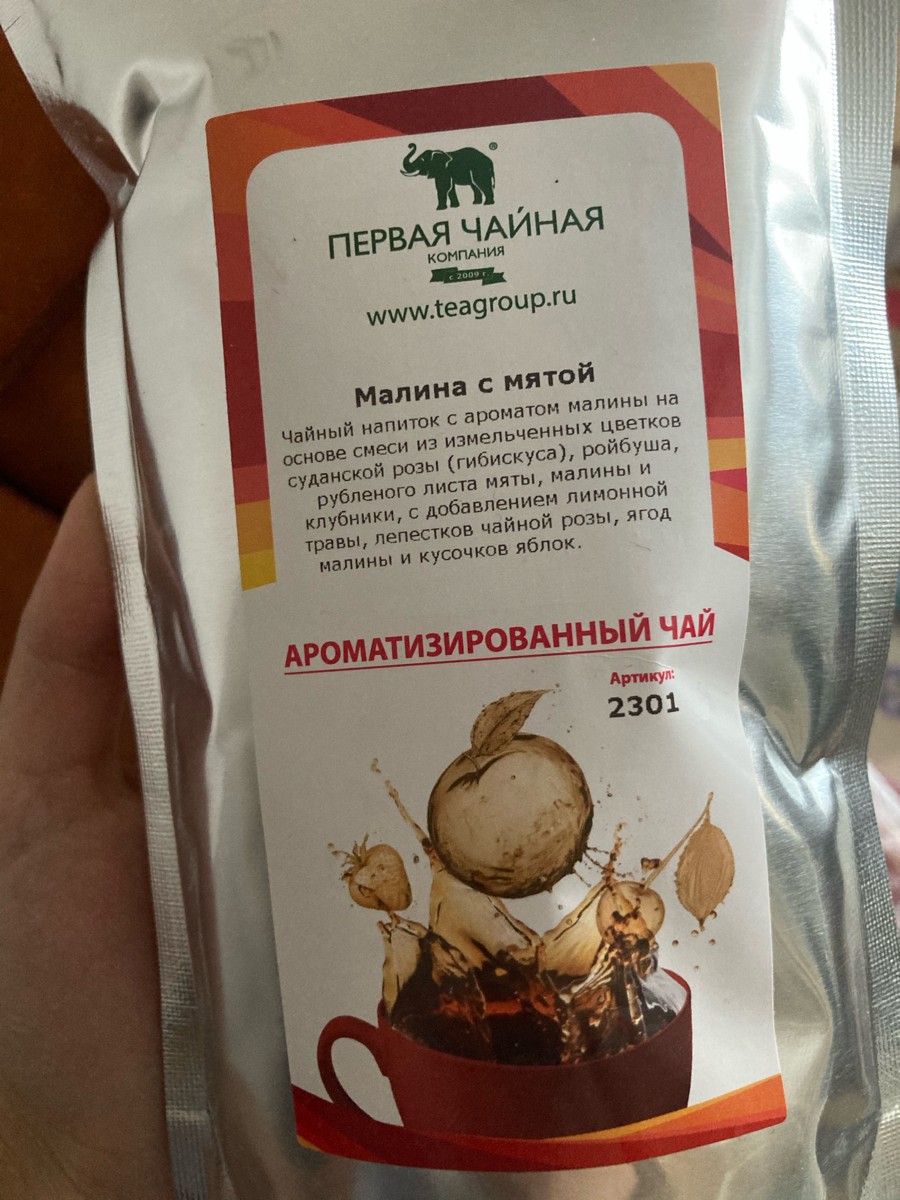 ®
ПЕРВАЯ ЧАЙНАЯ
КОМПАНИЯ
с 2009 г.
www.teagroup.ru
Малина с мятой
Чайный напиток с ароматом малины на
основе смеси из измельченных цветков
суданской розы (гибискуса), ройбуша,
рубленого листа мяты, малины и
клубники, с добавлением лимонной
травы, лепестков чайной розы, ягод
малины и кусочков яблок.
АРОМАТИЗИРОВАННЫЙ ЧАЙ
Артикул:
2301